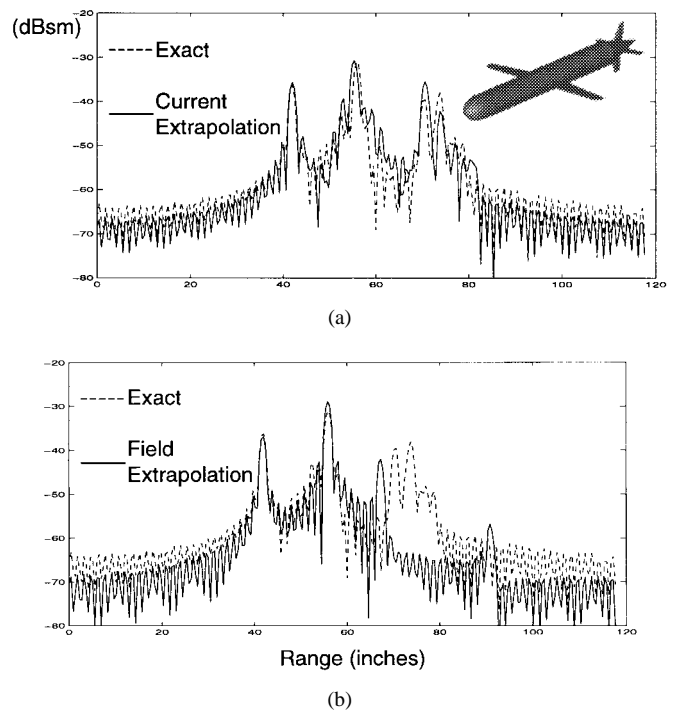 (dBsm)
-20
-30
-40
-50
-60
-70
-80
Exact
Current
Extrapolation
0 20 40 60 80 100 120
(a)
-20
-30
-40
-50
-60
-70
-80
Exact
Field
Extrapolation
0 20 40 60 80 100 120
Range (inches)
(b)